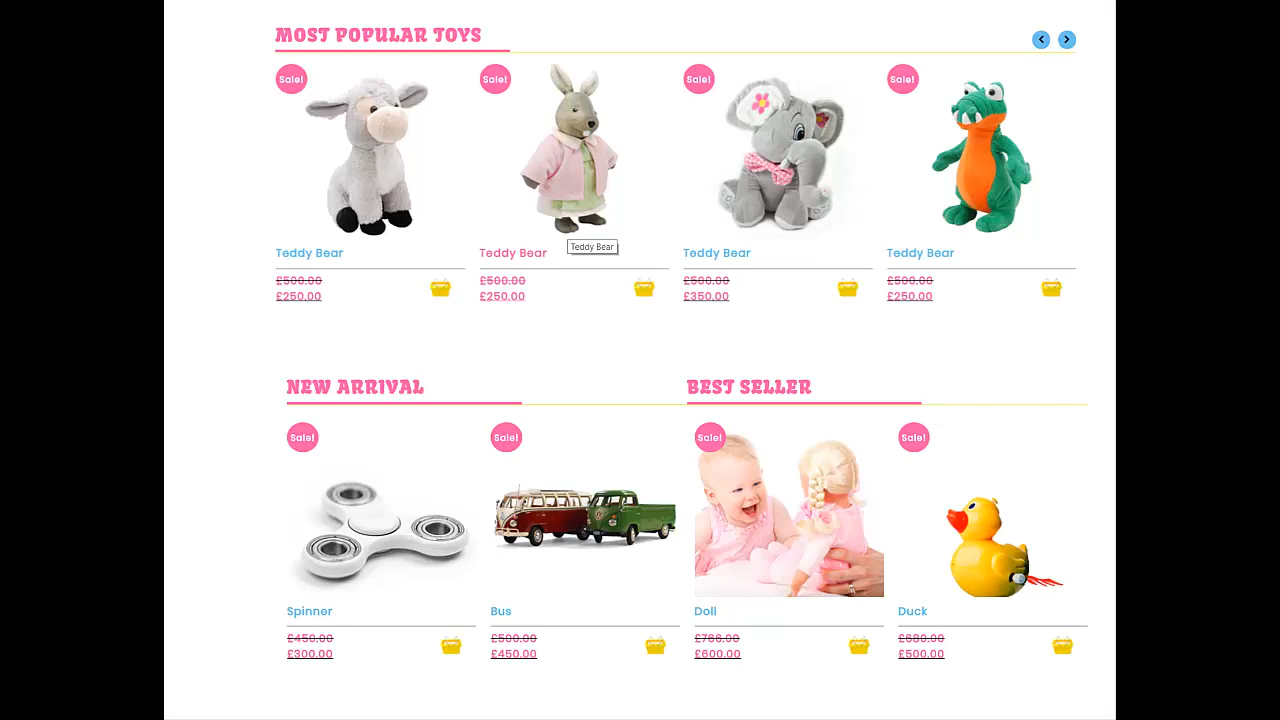 MOST POPULAR TOYS
Sale!
Sale!
Sale!
Sale!
Teddy Bear
Teddy Bear
Teddy Bear
Teddy Bear
Teddy Bear
£500.00
£500.00
£500.00
£500.00
£250.00
£250.00
£350.00
£250.00
NEW ARRIVAL
BEST SELLER
Sale!
Sale!
Sale!
Sale!
Spinner
Bus
Doll
Duck
£450.00
£500.00
£766.00
£680.00
£300.00
£450.00
£600.00
£500.00